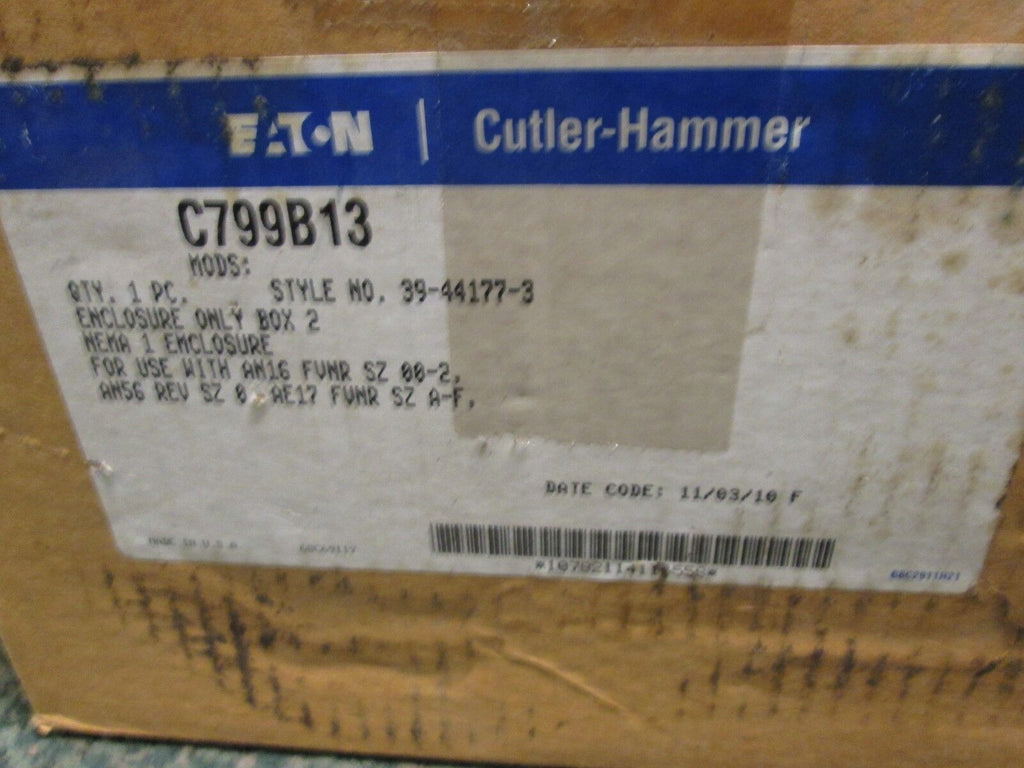 EATON | Cutler-Hammer
C799B13
MODS:
QTY. 1 PC. STYLE NO. 39-44177-3
ENCLOSURE ONLY BOX 2
NEMA 1 ENCLOSURE
FOR USE WITH AN16 FVNR SZ 00-2,
AN56 REV SZ 0, AE17 FVNR SZ A-F,
DATE CODE: 11/03/10 F
MADE IN U.S.A